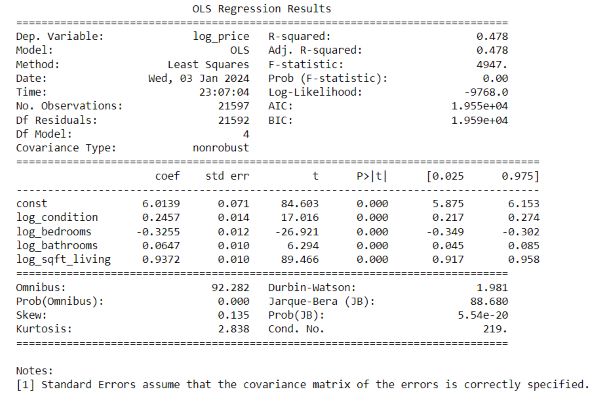 OLS Regression Results
==============================================================================
Dep. Variable: log_price R-squared: 0.478
Model: OLS Adj. R-squared: 0.478
Method: Least Squares F-statistic: 4947.
Date: Wed, 03 Jan 2024 Prob (F-statistic): 0.00
Time: 23:07:04 Log-Likelihood: -9768.0
No. Observations: 21597 AIC: 1.955e+04
Df Residuals: 21592 BIC: 1.959e+04
Df Model: 4
Covariance Type: nonrobust
===================================================================================
coef std err t P>|t| [0.025 0.975]
-----------------------------------------------------------------------------------
const 6.0139 0.071 84.603 0.000 5.875 6.153
log_condition 0.2457 0.014 17.016 0.000 0.217 0.274
log_bedrooms -0.3255 0.012 -26.921 0.000 -0.349 -0.302
log_bathrooms 0.0647 0.010 6.294 0.000 0.045 0.085
log_sqft_living 0.9372 0.010 89.466 0.000 0.917 0.958
==============================================================================
Omnibus: 92.282 Durbin-Watson: 1.981
Prob(Omnibus): 0.000 Jarque-Bera (JB): 88.680
Skew: 0.135 Prob(JB): 5.54e-20
Kurtosis: 2.838 Cond. No. 219.
==============================================================================
Notes:
[1] Standard Errors assume that the covariance matrix of the errors is correctly specified.